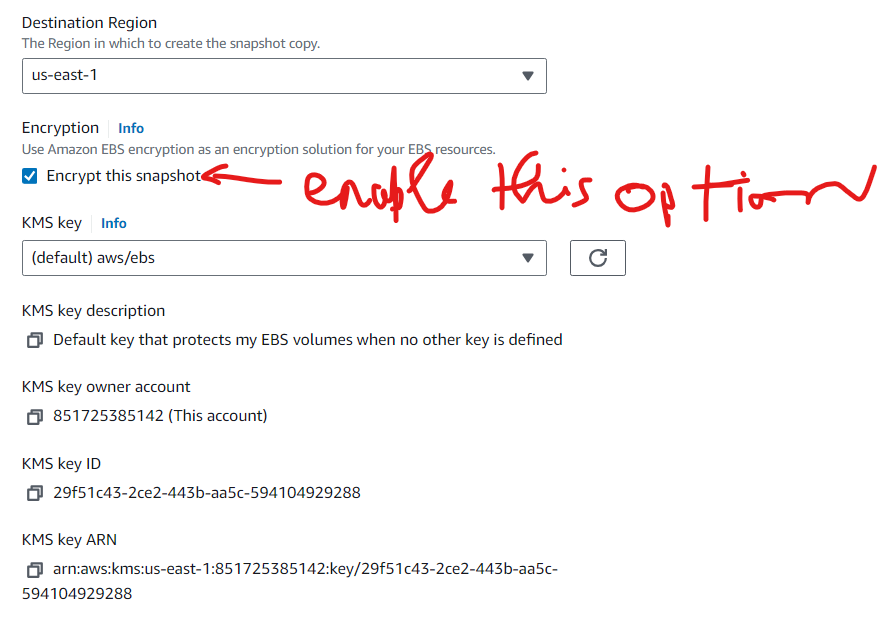 Destination Region
The Region in which to create the snapshot copy.
us-east-1
Encryption Info
Use Amazon EBS encryption as an encryption solution for your EBS resources.
Encrypt this snapshot enable this option
KMS key Info
(default) aws/ebs
KMS key description
Default key that protects my EBS volumes when no other key is defined
KMS key owner account
851725385142 (This account)
KMS key ID
29f51c43-2ce2-443b-aa5c-594104929288
KMS key ARN
arn:aws:kms:us-east-1:851725385142:key/29f51c43-2ce2-443b-aa5c-
594104929288